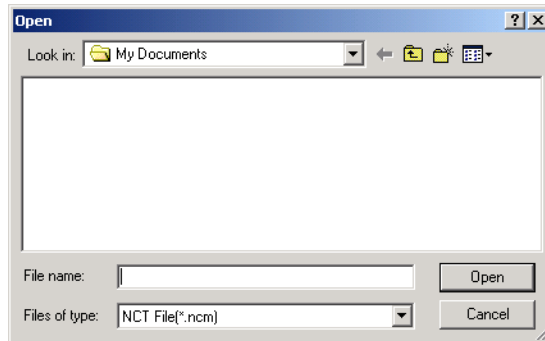 Open
Look in: My Documents
File name: Open
Files of type: NCT File(*.ncm) Cancel